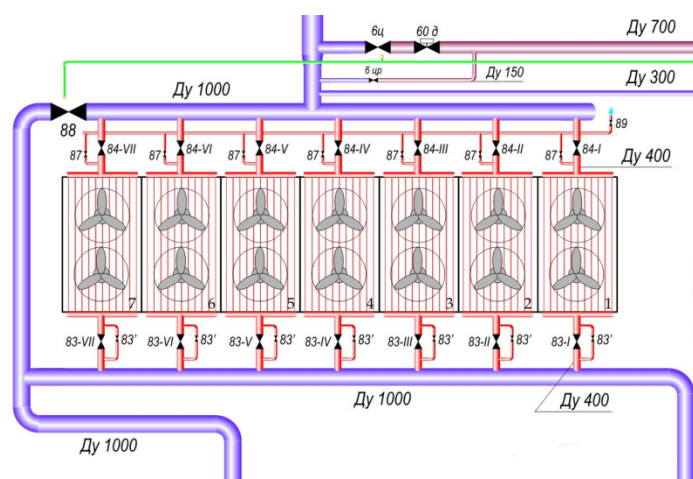 6ц 60 д Ду 700
6 цр Ду 150
Ду 1000 Ду 300
88 89
87 84-VII 87 84-VI 87 84-V 87 84-IV 87 84-III 87 84-II 87 84-I
Ду 400
7 6 5 4 3 2 1
83-VII 83' 83-VI 83' 83-V 83' 83-IV 83' 83-III 83' 83-II 83' 83-I 83'
Ду 1000 Ду 400
Ду 1000